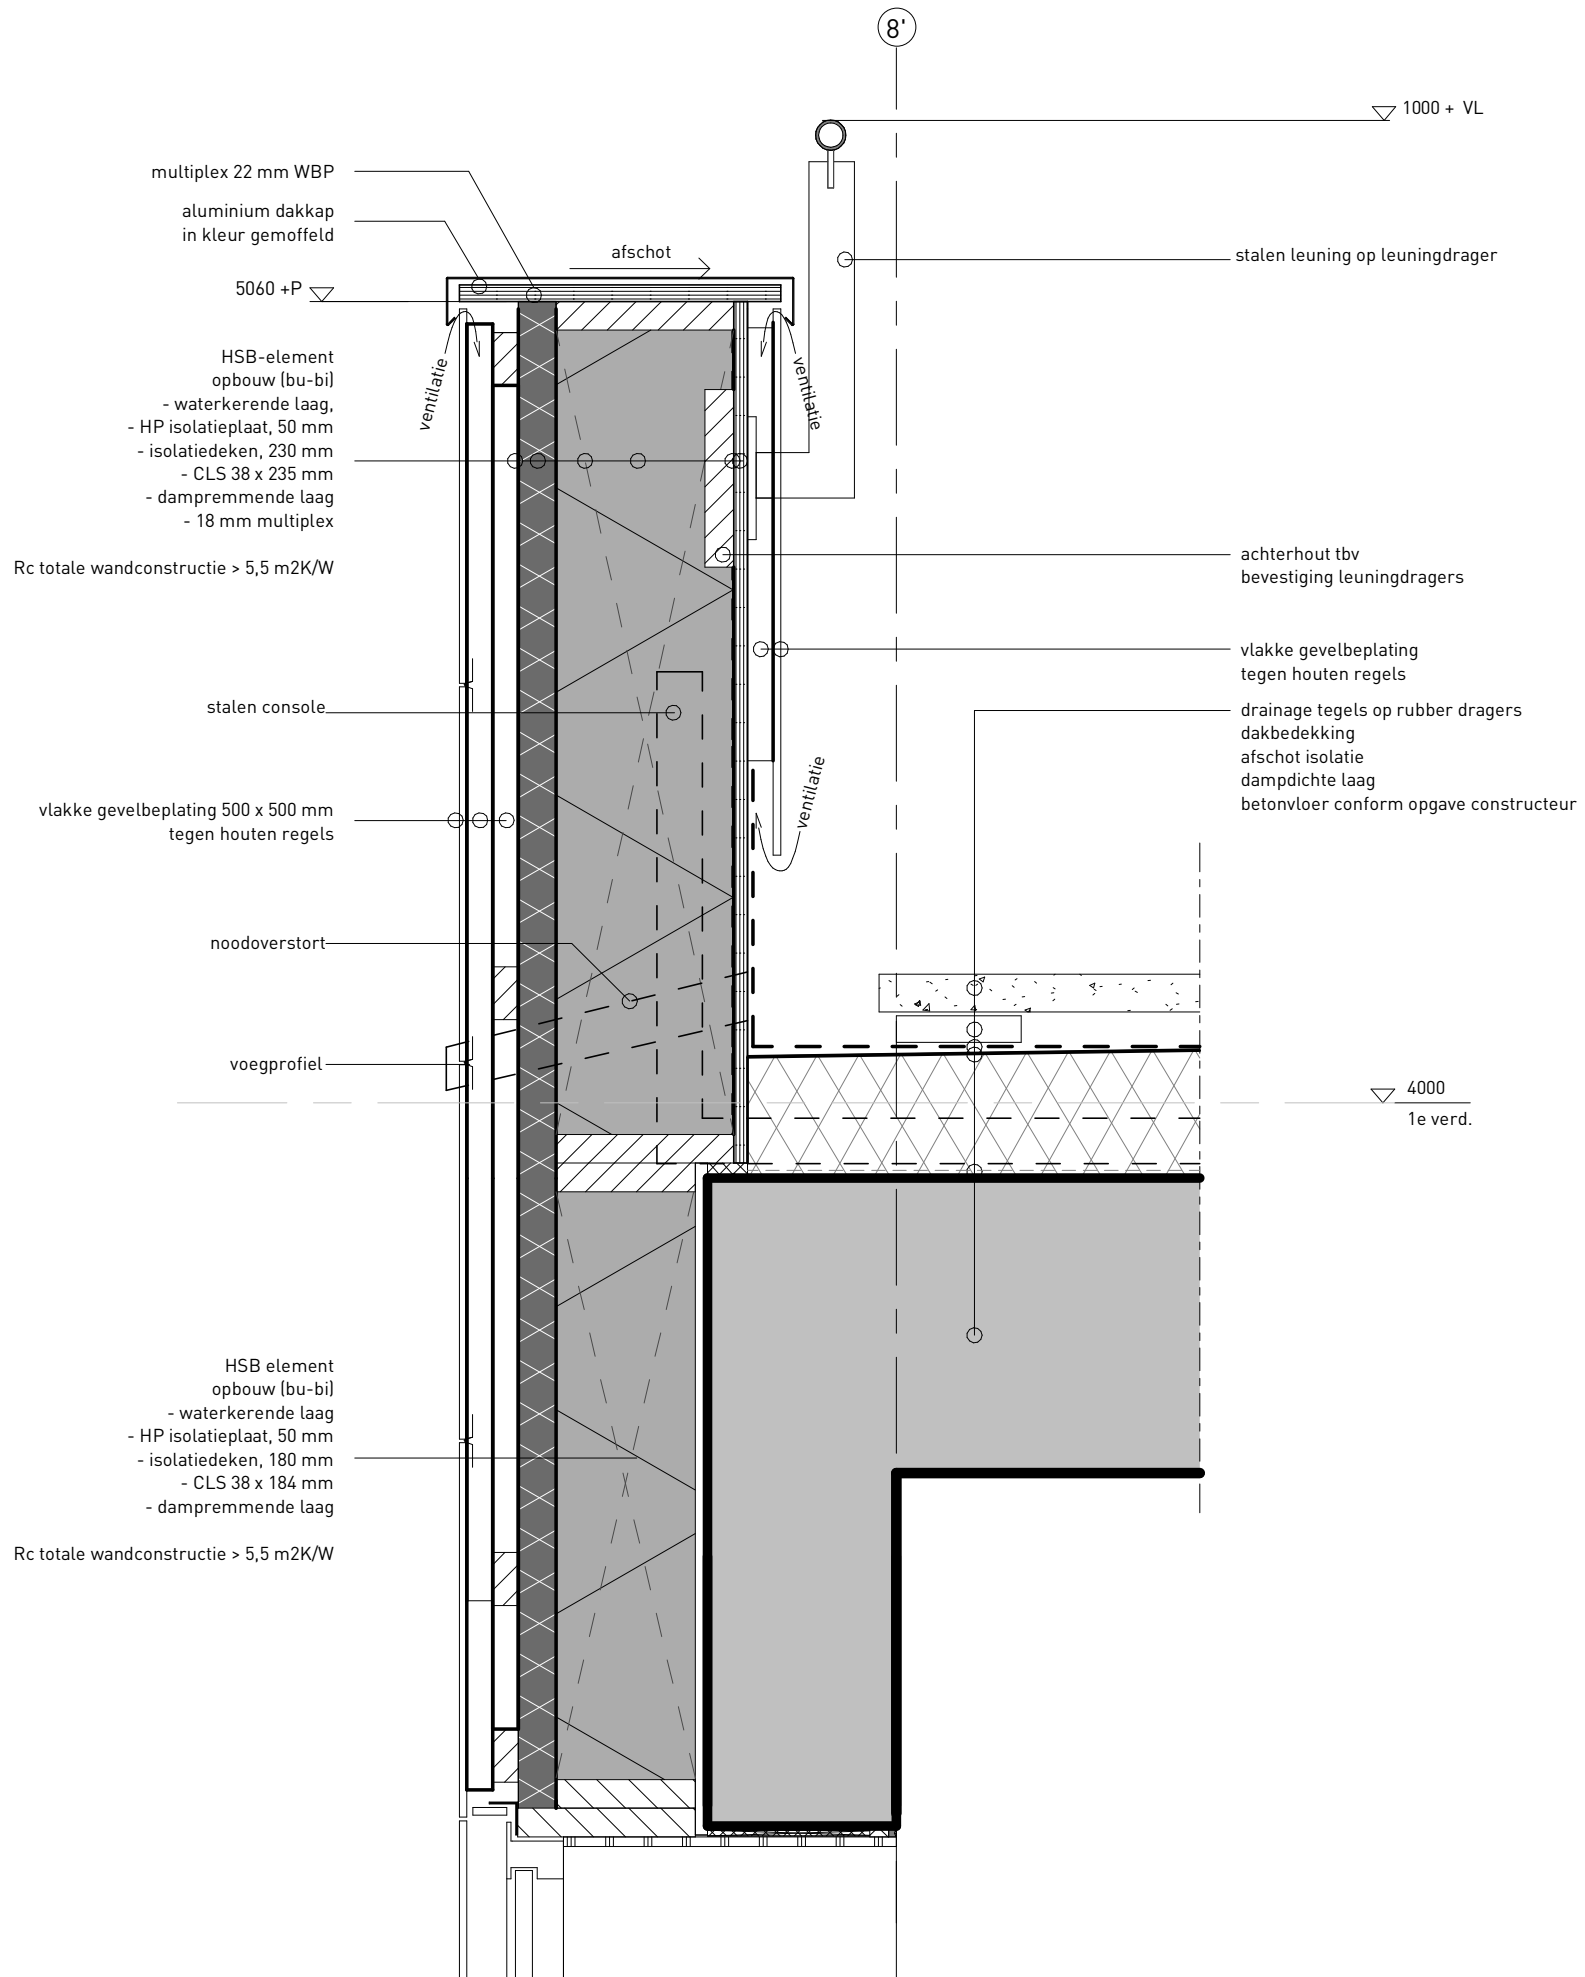 8'
1000 + VL
multiplex 22 mm WBP
aluminium dakkap
in kleur gemoffeld
afschot
stalen leuning op leuningdrager
5060 +P
ventilatie
ventilatie
HSB-element
opbouw (bu-bi)
- waterkerende laag,
- HP isolatieplaat, 50 mm
- isolatiedeken, 230 mm
- CLS 38 x 235 mm
- dampremmende laag
- 18 mm multiplex
Rc totale wandconstructie > 5,5 m2K/W
achterhout tbv
bevestiging leuningdragers
vlakke gevelbeplating
tegen houten regels
stalen console
drainage tegels op rubber dragers
dakbedekking
afschot isolatie
dampdichte laag
betonvloer conform opgave constructeur
ventilatie
vlakke gevelbeplating 500 x 500 mm
tegen houten regels
noodoverstort
voegprofiel
4000
1e verd.
HSB element
opbouw (bu-bi)
- waterkerende laag
- HP isolatieplaat, 50 mm
- isolatiedeken, 180 mm
- CLS 38 x 184 mm
- dampremmende laag
Rc totale wandconstructie > 5,5 m2K/W